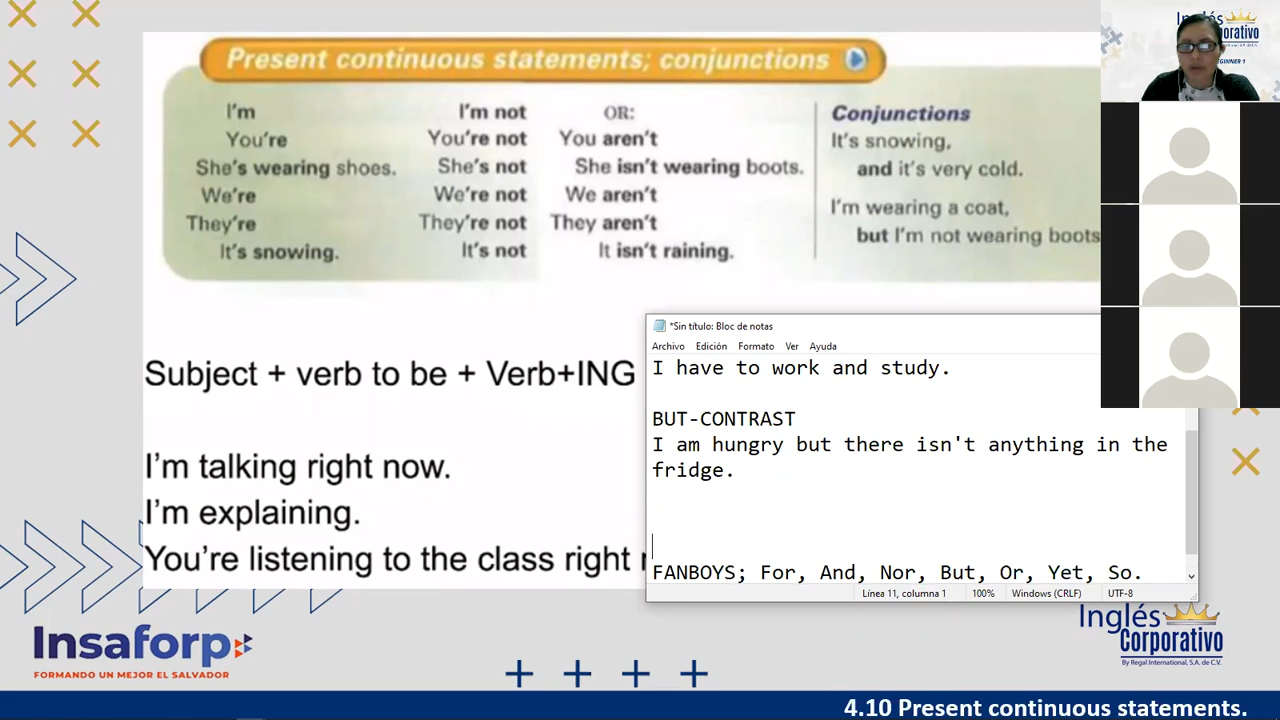 Present continuous statements; conjunctions
I'm I'm not OR: Conjunctions
You're You're not You aren't It's snowing,
She's wearing shoes. She's not She isn't wearing boots. and it's very cold.
We're We're not We aren't I'm wearing a coat,
They're They're not They aren't but I'm not wearing boots
It's snowing. It's not It isn't raining.
Subject + verb to be + Verb+ING
I'm talking right now.
I'm explaining.
You're listening to the class right
*Sin título: Bloc de notas
Archivo Edición Formato Ver Ayuda
I have to work and study.
BUT-CONTRAST
I am hungry but there isn't anything in the
fridge.
FANBOYS; For, And, Nor, But, Or, Yet, So.
Línea 11, columna 1 100% Windows (CRLF) UTF-8
Insaforp
FORMANDO UN MEJOR EL SALVADOR
Inglés
Corporativo
By Regal International, S.A. de C.V.
4.10 Present continuous statements.